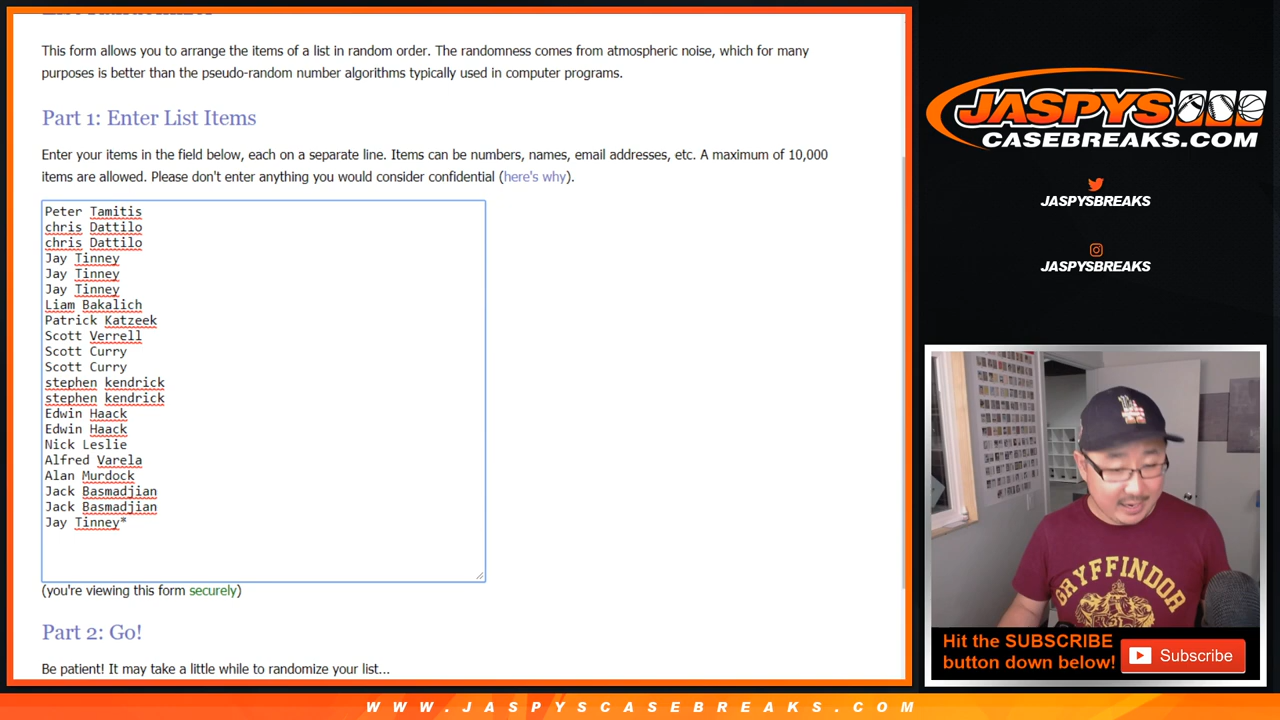 This form allows you to arrange the items of a list in random order. The randomness comes from atmospheric noise, which for many
purposes is better than the pseudo-random number algorithms typically used in computer programs.
Part 1: Enter List Items
Enter your items in the field below, each on a separate line. Items can be numbers, names, email addresses, etc. A maximum of 10,000
items are allowed. Please don't enter anything you would consider confidential (here's why).
Peter Tamitis
chris Dattilo
chris Dattilo
Jay Tinney
Jay Tinney
Jay Tinney
Liam Bakalich
Patrick Katzeek
Scott Verrell
Scott Curry
Scott Curry
stephen kendrick
stephen kendrick
Edwin Haack
Edwin Haack
Nick Leslie
Alfred Varela
Alan Murdock
Jack Basmadjian
Jack Basmadjian
Jay Tinney*
(you're viewing this form securely)
Part 2: Go!
Be patient! It may take a little while to randomize your list...
JASPYS
CASEBREAKS.COM
JASPYSBREAKS
JASPYSBREAKS
GRYFFINDOR
Hit the SUBSCRIBE
button down below!
Subscribe
WWW.JASPYSCASEBREAKS.COM